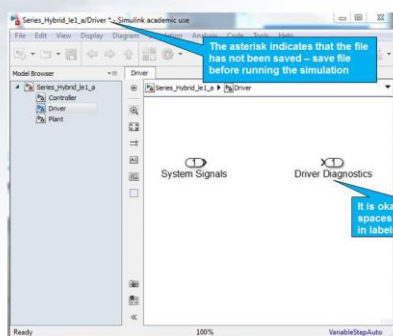 Series_Hybrid_le1_a/Driver * - Simulink academic use
File Edit View Display Diagram Simulation Analysis Code Tools Help
The asterisk indicates that the file
has not been saved – save file
before running the simulation
Model Browser
Driver
Series_Hybrid_le1_a
Controller
Driver
Plant
Series_Hybrid_le1_a ▶ Driver
1
System Signals
1
Driver Diagnostics
It is oka
spaces
in label
Ready
100%
VariableStepAuto